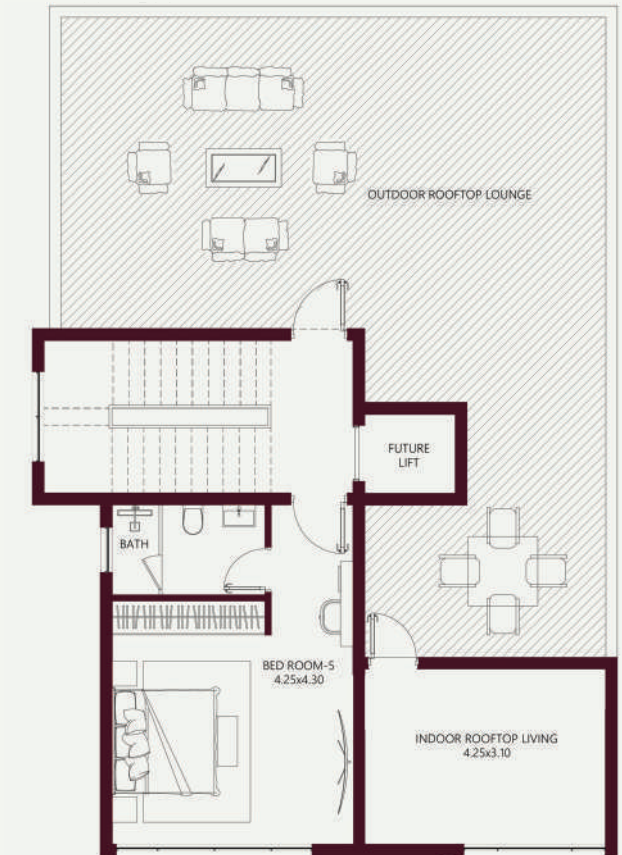 OUTDOOR ROOFTOP LOUNGE
FUTURE
LIFT
BATH
BED ROOM-5
4.25x4.30
INDOOR ROOFTOP LIVING
4.25x3.10